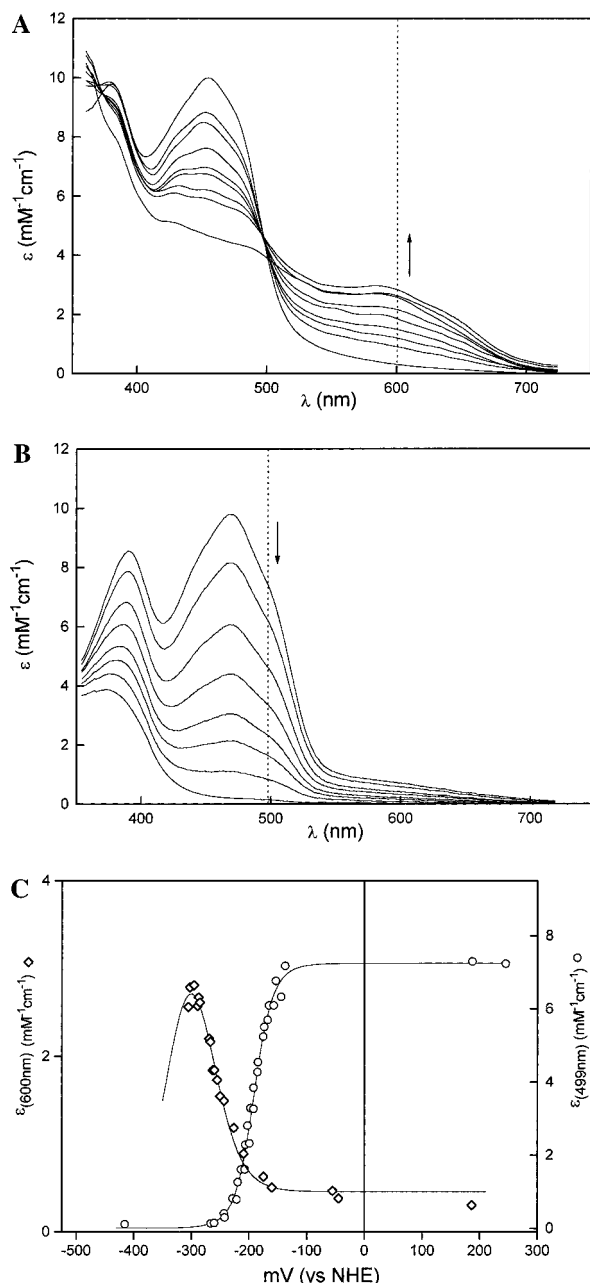 A
12
10
8
6
4
2
0
ε (mM⁻¹cm⁻¹)
400 500 600 700
λ (nm)
B
12
10
8
6
4
2
0
ε (mM⁻¹cm⁻¹)
400 500 600 700
λ (nm)
C
4
2
0
ε(600nm) (mM⁻¹cm⁻¹) ◇
8
6
4
2
0
ε(499nm) (mM⁻¹cm⁻¹) ○
-500 -400 -300 -200 -100 0 100 200 300
mV (vs NHE)